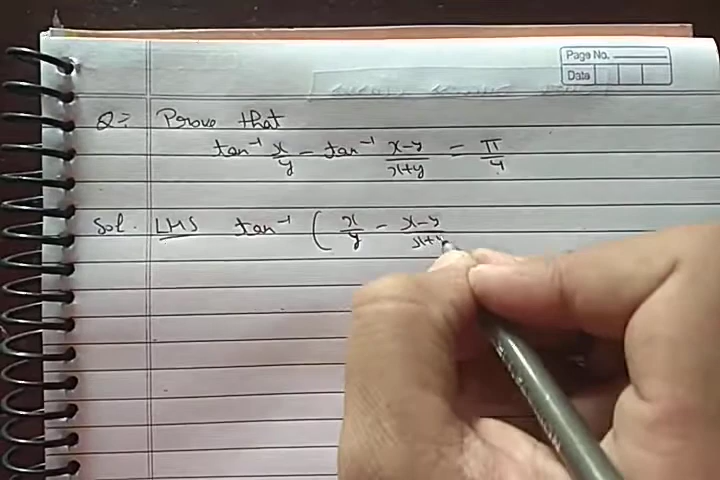 Page No.
Date
Q:- Prove that
tan⁻¹ x/y - tan⁻¹ (x-y)/(x+y) = π/4
Sol. LHS tan⁻¹ ( x/y - (x-y)/(x+y